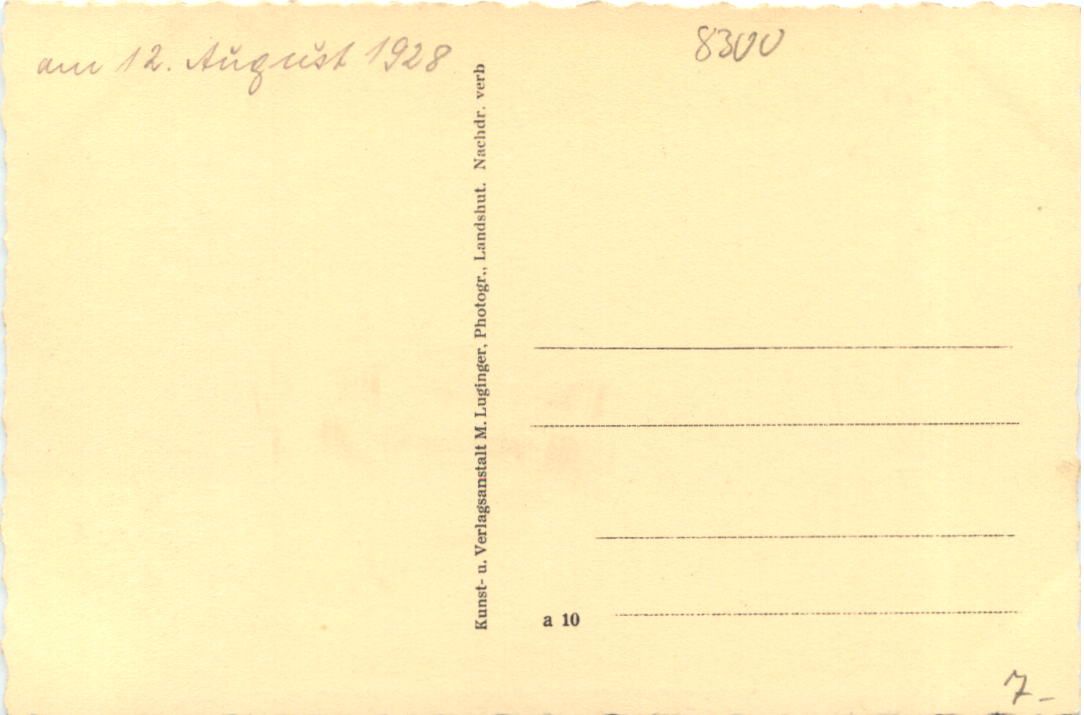 am 12. August 1928
8300
Kunst- u. Verlagsanstalt M. Luginger, Photogr., Landshut. Nachdr. verb
a 10
7-